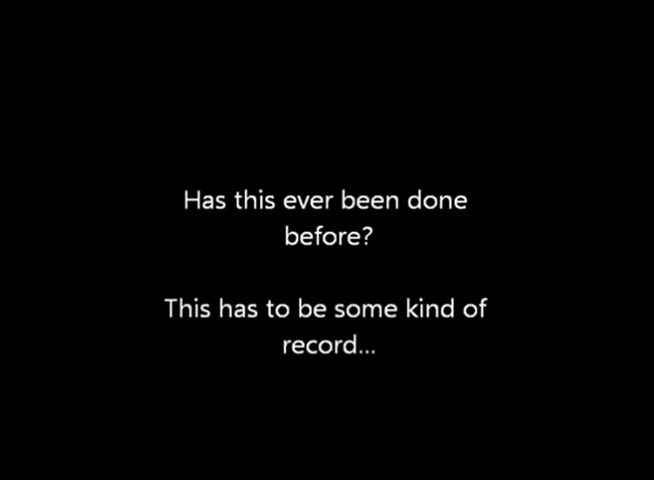 Has this ever been done
before?
This has to be some kind of
record...